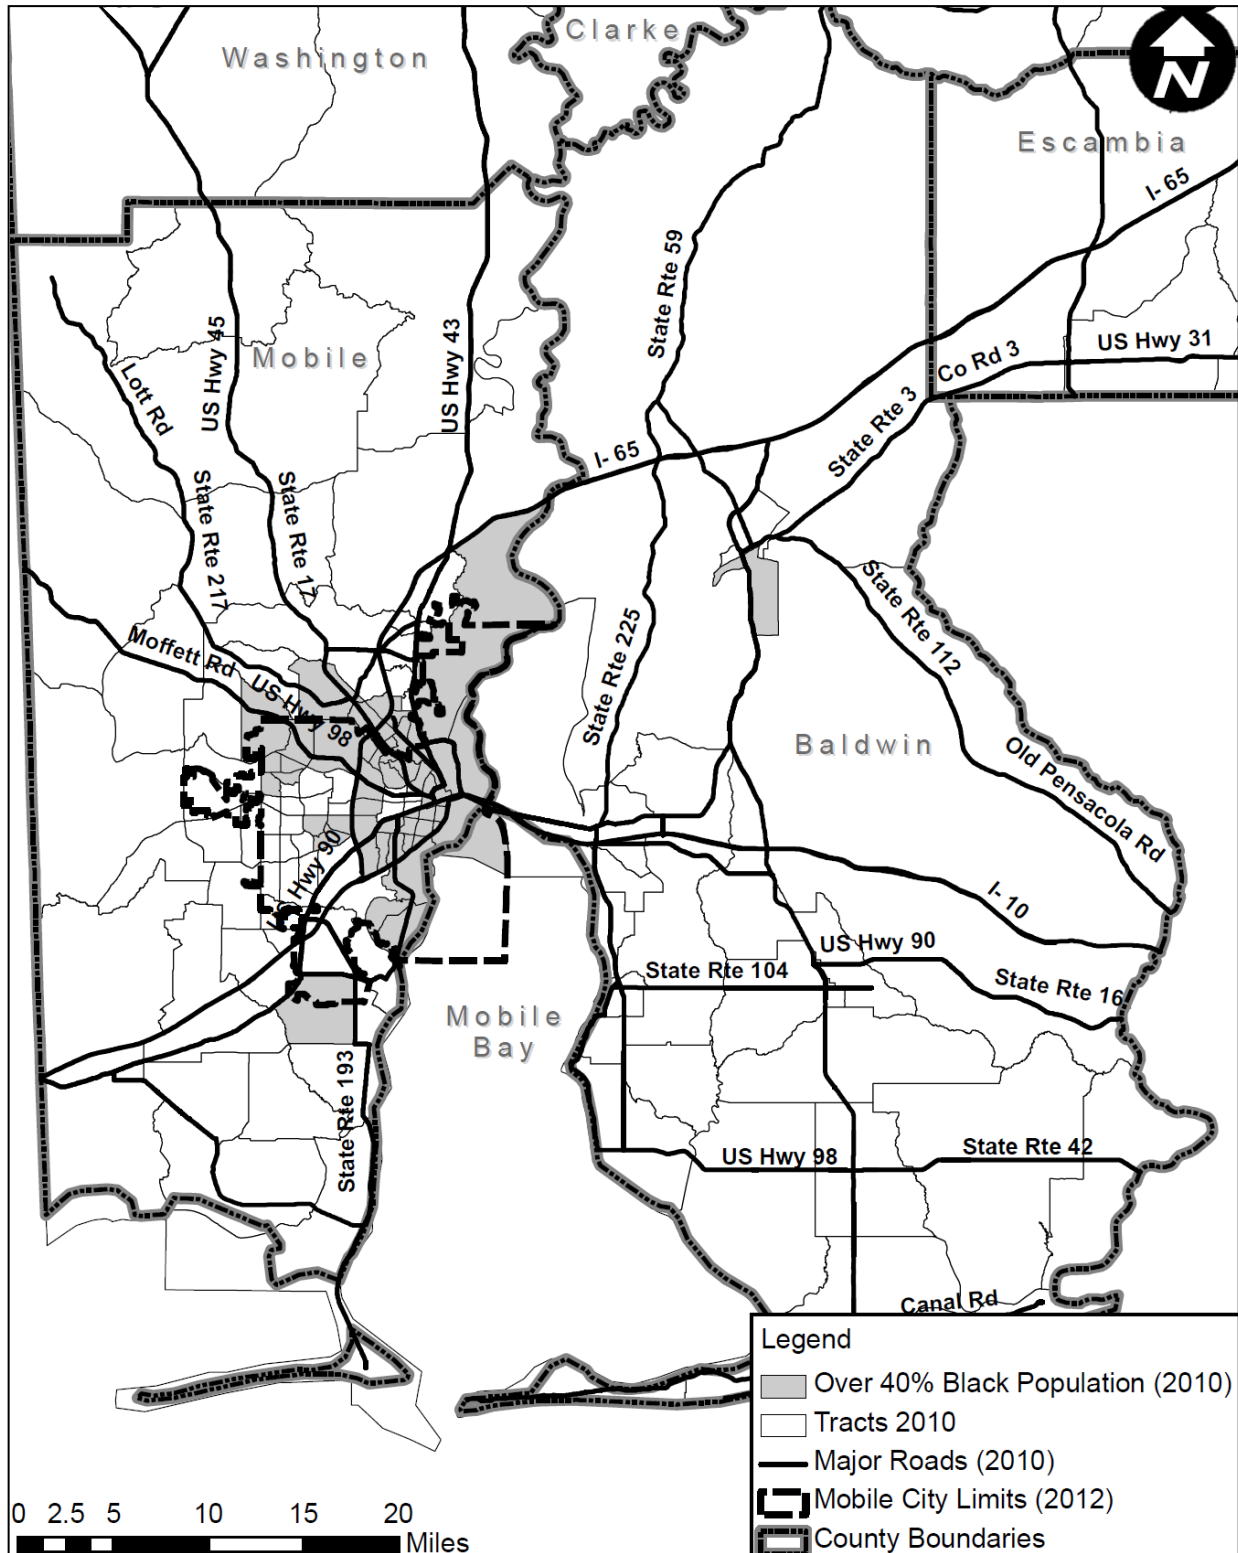 Clarke
Washington
N
Escambia
I- 65
State Rte 59
US Hwy 45
US Hwy 43
Mobile
Lott Rd
US Hwy 31
Co Rd 3
State Rte 3
I- 65
State Rte 217
State Rte 17
State Rte 112
Moffett Rd
US Hwy 98
State Rte 225
Baldwin
Old Pensacola Rd
US Hwy 90
I- 10
US Hwy 90
State Rte 104
State Rte 16
Mobile
Bay
State Rte 193
US Hwy 98
State Rte 42
Canal Rd
Legend
Over 40% Black Population (2010)
Tracts 2010
Major Roads (2010)
Mobile City Limits (2012)
County Boundaries
0 2.5 5 10 15 20
Miles